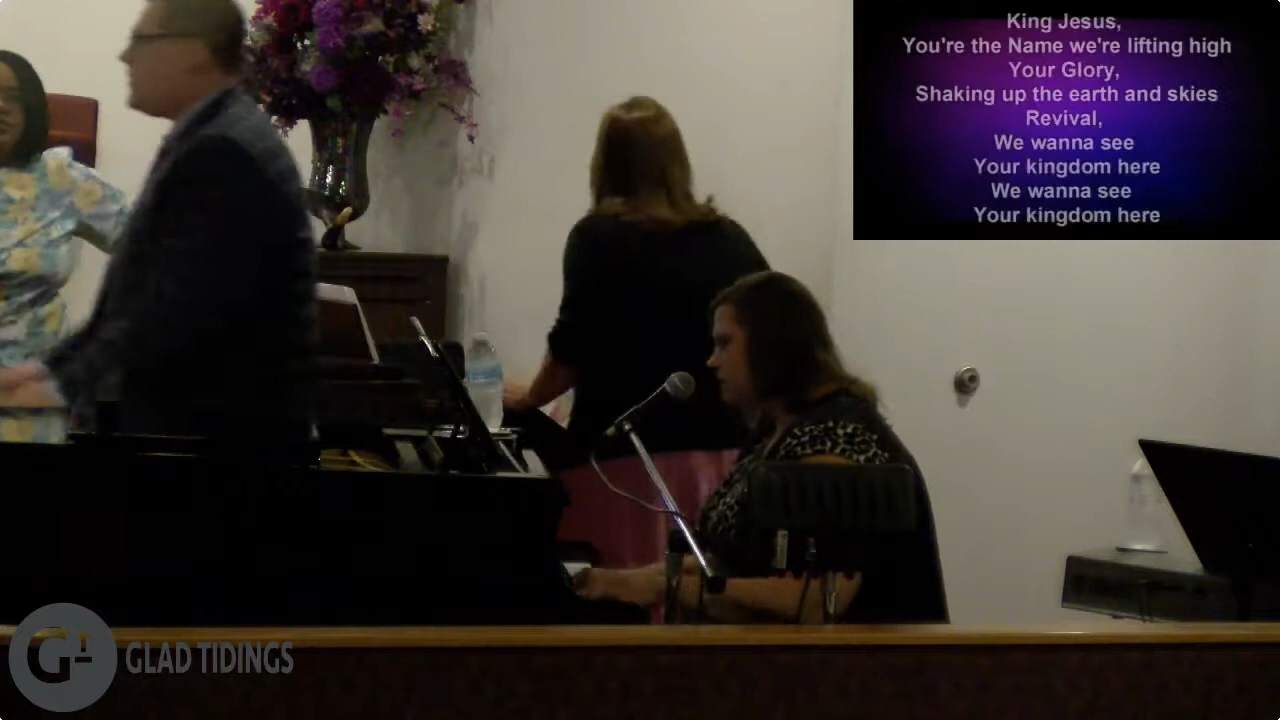 King Jesus,
You're the Name we're lifting high
Your Glory,
Shaking up the earth and skies
Revival,
We wanna see
Your kingdom here
We wanna see
Your kingdom here
GLAD TIDINGS